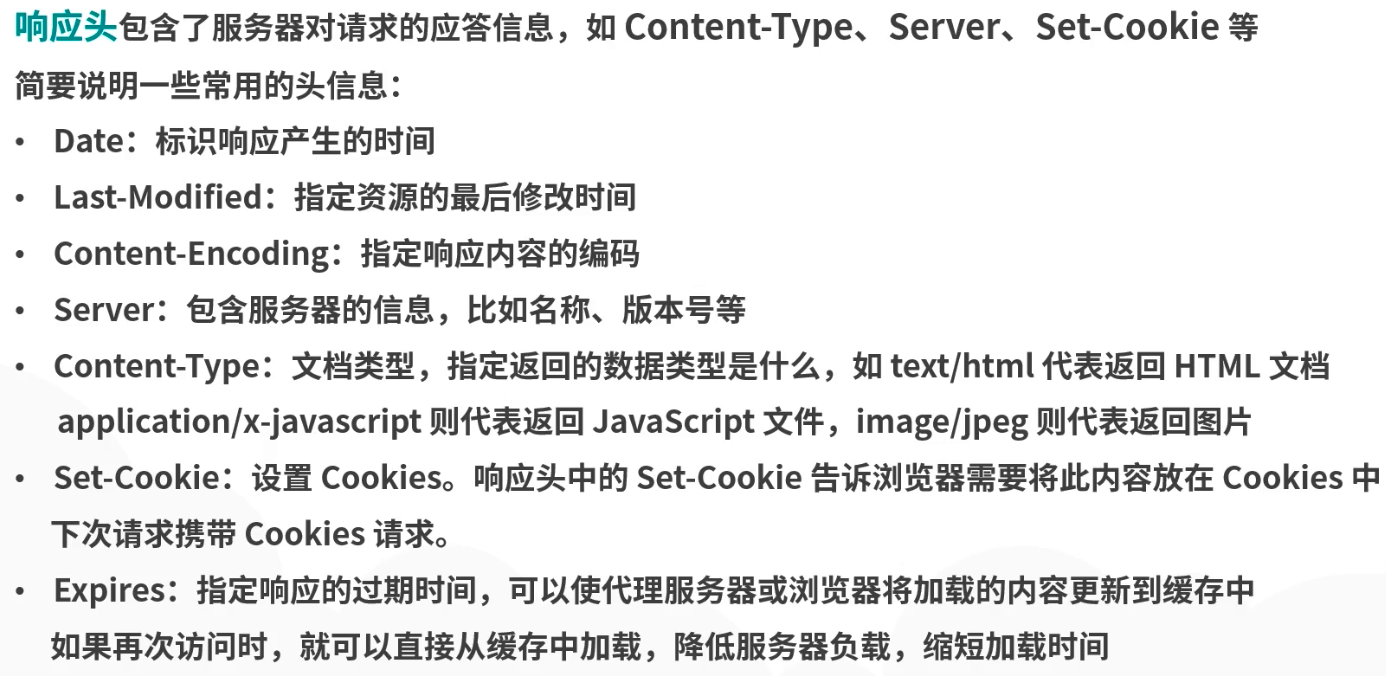 响应头包含了服务器对请求的应答信息，如 Content-Type、Server、Set-Cookie 等
简要说明一些常用的头信息：
• Date：标识响应产生的时间
• Last-Modified：指定资源的最后修改时间
• Content-Encoding：指定响应内容的编码
• Server：包含服务器的信息，比如名称、版本号等
• Content-Type：文档类型，指定返回的数据类型是什么，如 text/html 代表返回 HTML 文档
application/x-javascript 则代表返回 JavaScript 文件，image/jpeg 则代表返回图片
• Set-Cookie：设置 Cookies。响应头中的 Set-Cookie 告诉浏览器需要将此内容放在 Cookies 中
下次请求携带 Cookies 请求。
• Expires：指定响应的过期时间，可以使代理服务器或浏览器将加载的内容更新到缓存中
如果再次访问时，就可以直接从缓存中加载，降低服务器负载，缩短加载时间